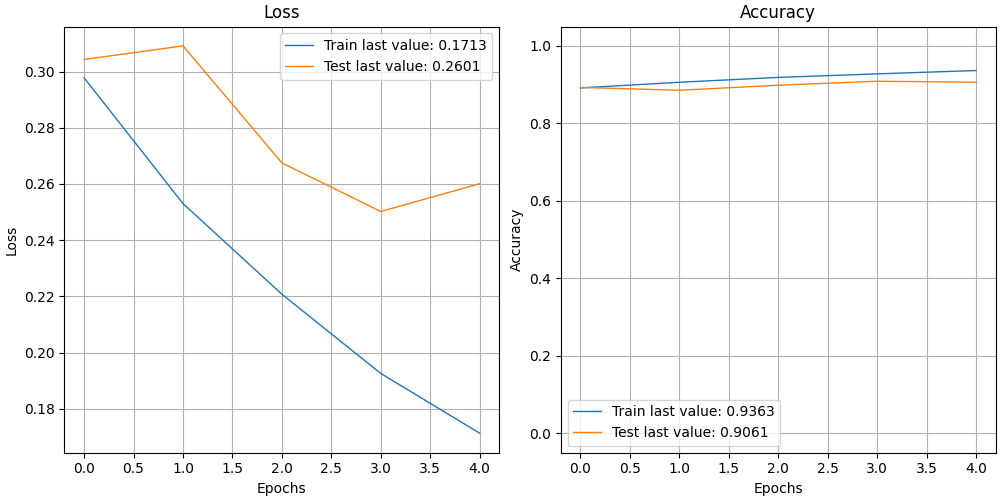 Loss
Train last value: 0.1713
Test last value: 0.2601
0.30
0.28
0.26
0.24
0.22
0.20
0.18
Loss
0.0 0.5 1.0 1.5 2.0 2.5 3.0 3.5 4.0
Epochs
Accuracy
1.0
0.8
0.6
0.4
0.2
0.0
Accuracy
Train last value: 0.9363
Test last value: 0.9061
0.0 0.5 1.0 1.5 2.0 2.5 3.0 3.5 4.0
Epochs